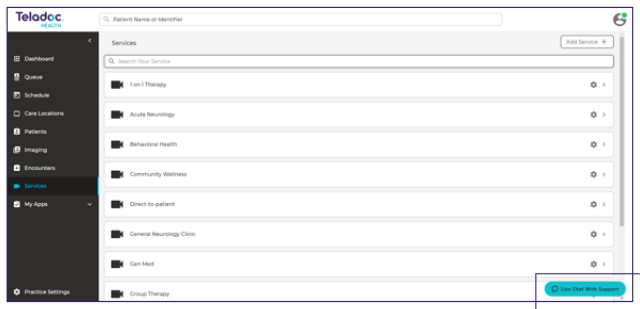 Teladoc
HEALTH
Patient Name or Identifier
Services
Add Service +
Search Your Service
Dashboard
Queue
Schedule
Care Locations
Patients
Imaging
Encounters
Services
My Apps
Practice Settings
1 on 1 Therapy
Acute Neurology
Behavioral Health
Community Wellness
Direct-to-patient
General Neurology Clinic
Gen Med
Group Therapy
Live Chat With Support